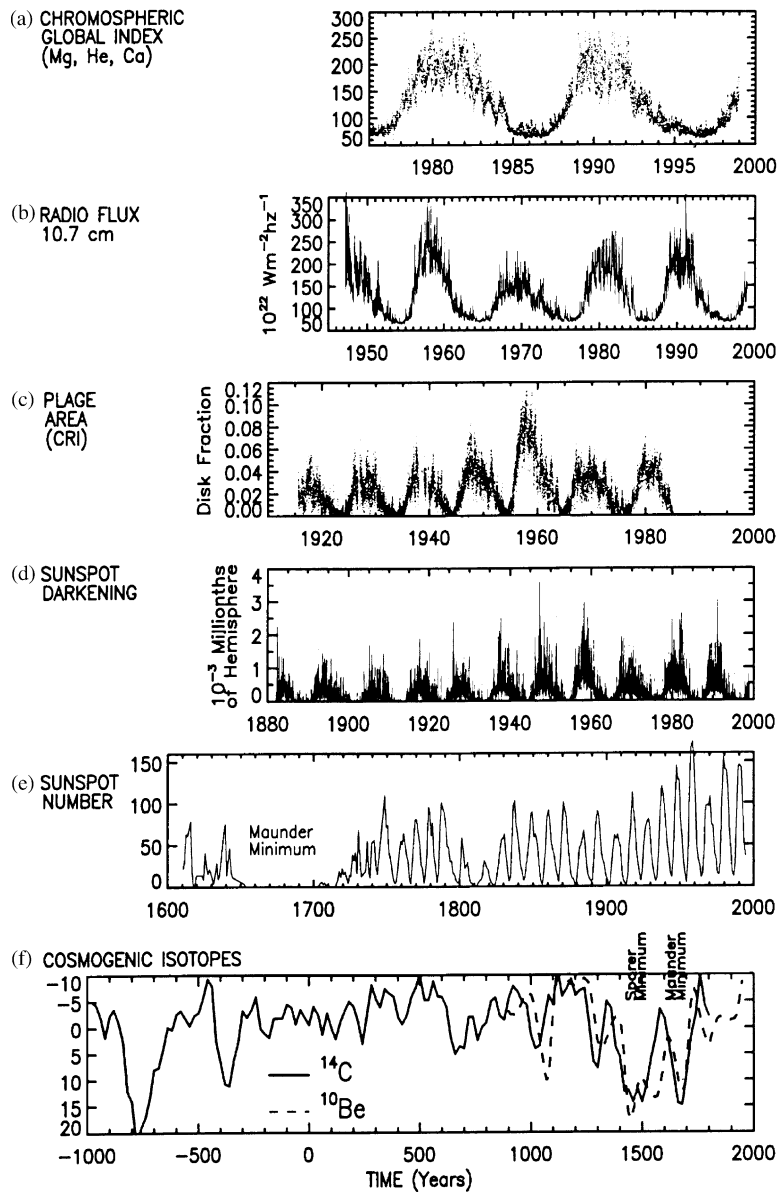 (a) CHROMOSPHERIC
GLOBAL INDEX
(Mg, He, Ca)
300
250
200
150
100
50
1980 1985 1990 1995 2000
(b) RADIO FLUX
10.7 cm
10²² Wm⁻²hz⁻¹
350
300
250
200
150
100
50
1950 1960 1970 1980 1990 2000
(c) PLAGE
AREA
(CRI)
Disk Fraction
0.12
0.10
0.08
0.06
0.04
0.02
0.00
1920 1940 1960 1980 2000
(d) SUNSPOT
DARKENING
10⁻³ Millionths
of Hemisphere
4
3
2
1
0
1880 1900 1920 1940 1960 1980 2000
(e) SUNSPOT
NUMBER
150
100
50
0
Maunder
Minimum
1600 1700 1800 1900 2000
(f) COSMOGENIC ISOTOPES
Sporer
Minimum
Maunder
Minimum
-10
-5
0
5
10
15
20
¹⁴C
¹⁰Be
-1000 -500 0 500 1000 1500 2000
TIME (Years)